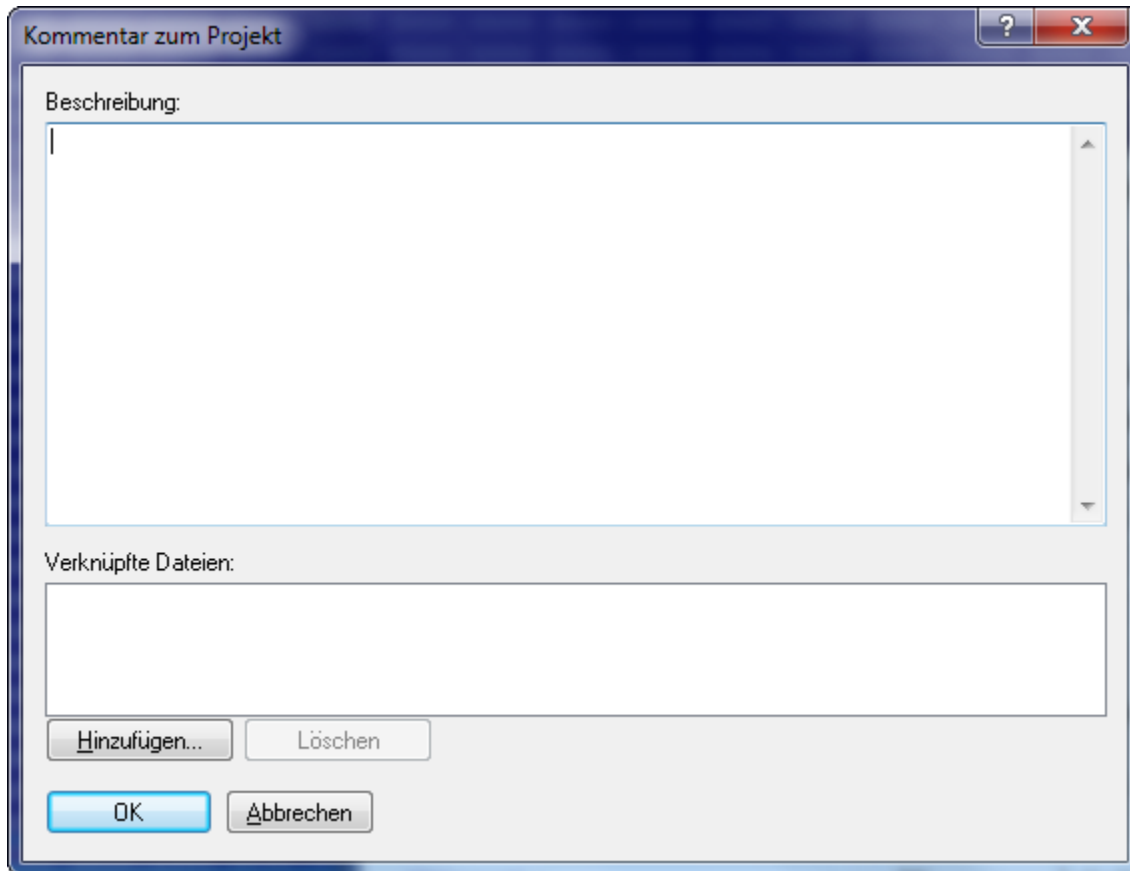 Kommentar zum Projekt
?
Beschreibung:
Verknüpfte Dateien:
Hinzufügen...
Löschen
OK
Abbrechen